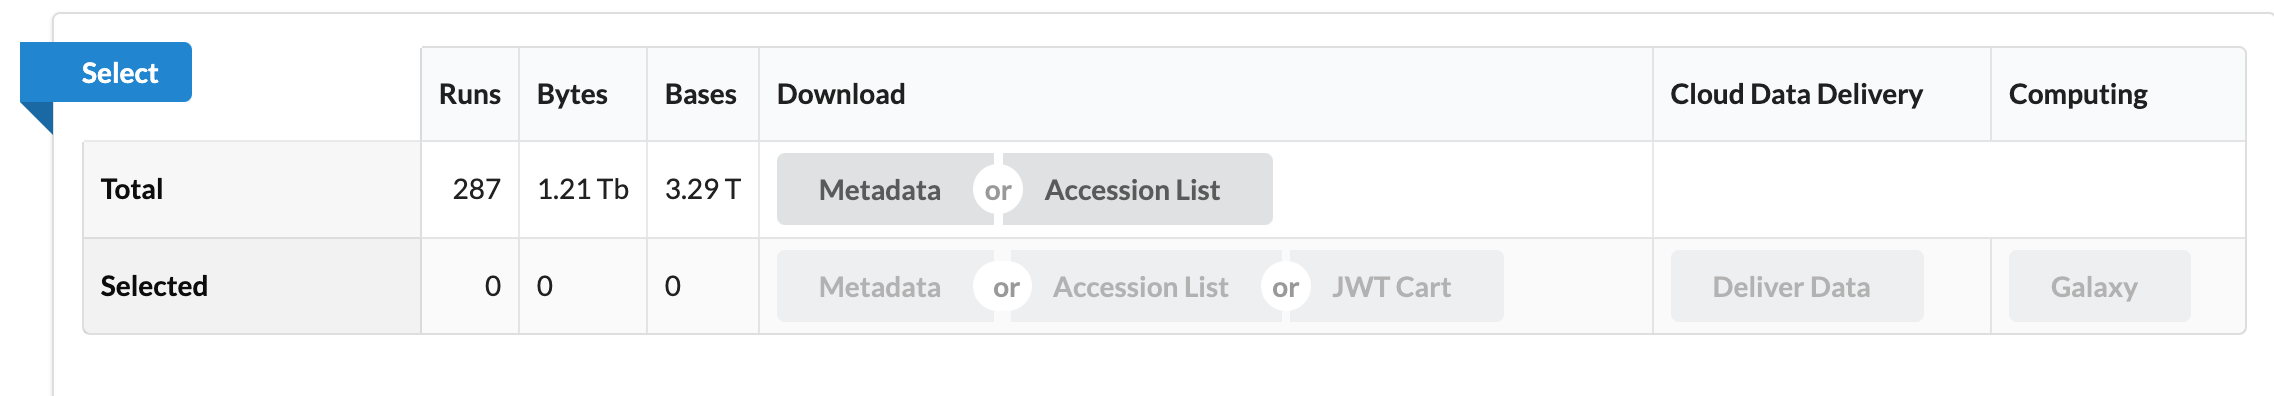 Select
Runs Bytes Bases Download Cloud Data Delivery Computing
Total 287 1.21 Tb 3.29 T Metadata or Accession List
Selected 0 0 0 Metadata or Accession List or JWT Cart Deliver Data Galaxy